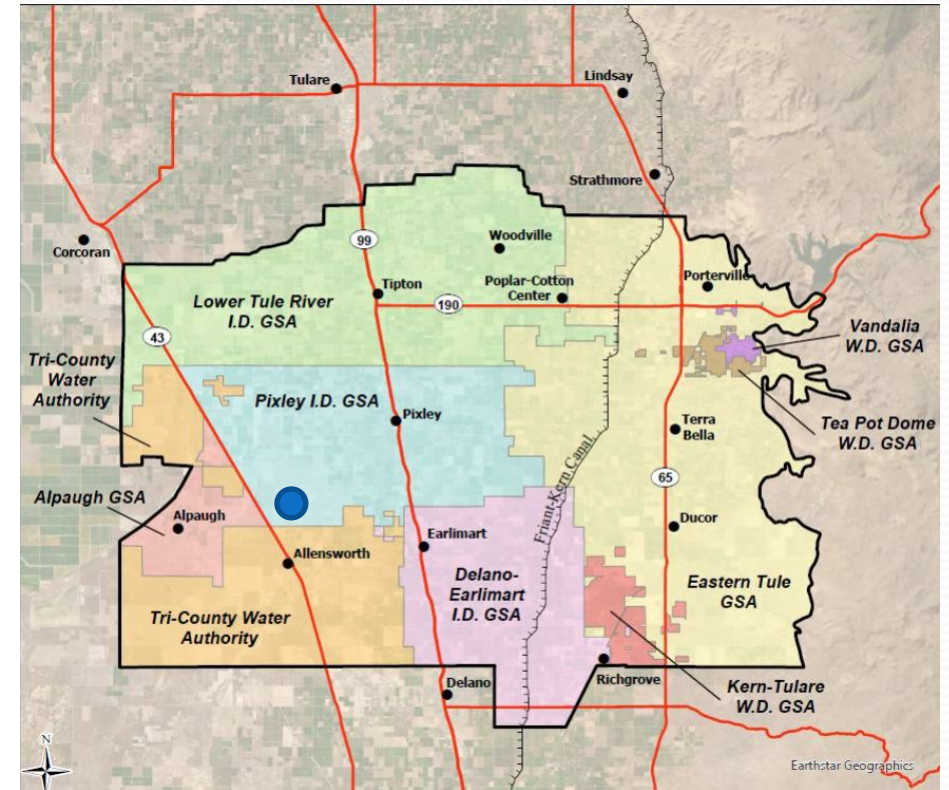 Tulare
Lindsay
Strathmore
Corcoran
99
Woodville
Tipton
Poplar-Cotton
Center
190
Porterville
Lower Tule River
I.D. GSA
43
Vandalia
W.D. GSA
Tri-County
Water
Authority
Pixley I.D. GSA
Pixley
Tea Pot Dome
W.D. GSA
Terra
Bella
65
Friant-Kern Canal
Alpaugh GSA
Alpaugh
Ducor
Earlimart
Allensworth
Delano-
Earlimart
I.D. GSA
Eastern Tule
GSA
Tri-County Water
Authority
Richgrove
Delano
Kern-Tulare
W.D. GSA
N
Earthstar Geographics